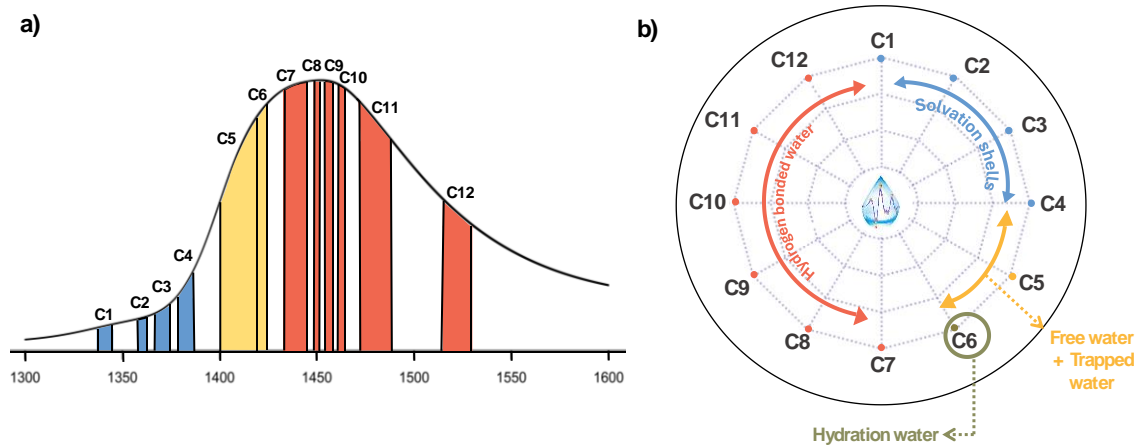 a)
C1
C2
C3
C4
C5
C6
C7
C8
C9
C10
C11
C12
1300
1350
1400
1450
1500
1550
1600
b)
C1
C2
C3
C4
C5
C6
C7
C8
C9
C10
C11
C12
Solvation shells
Hydrogen bonded water
Free water
+ Trapped
water
Hydration water